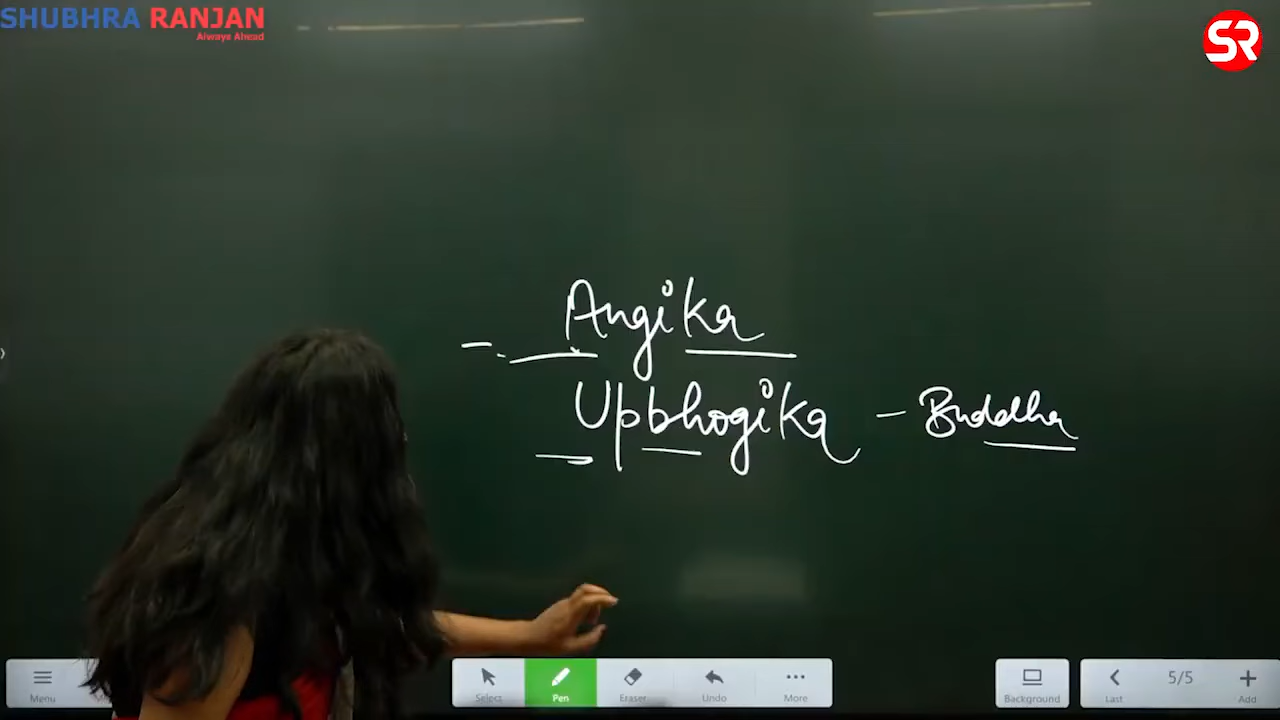 SHUBHRA RANJAN
Always Ahead
SR
Angika
Upbhogika - Buddha
Menu
Select
Pen
Eraser
Undo
More
Background
Last
5/5
Add